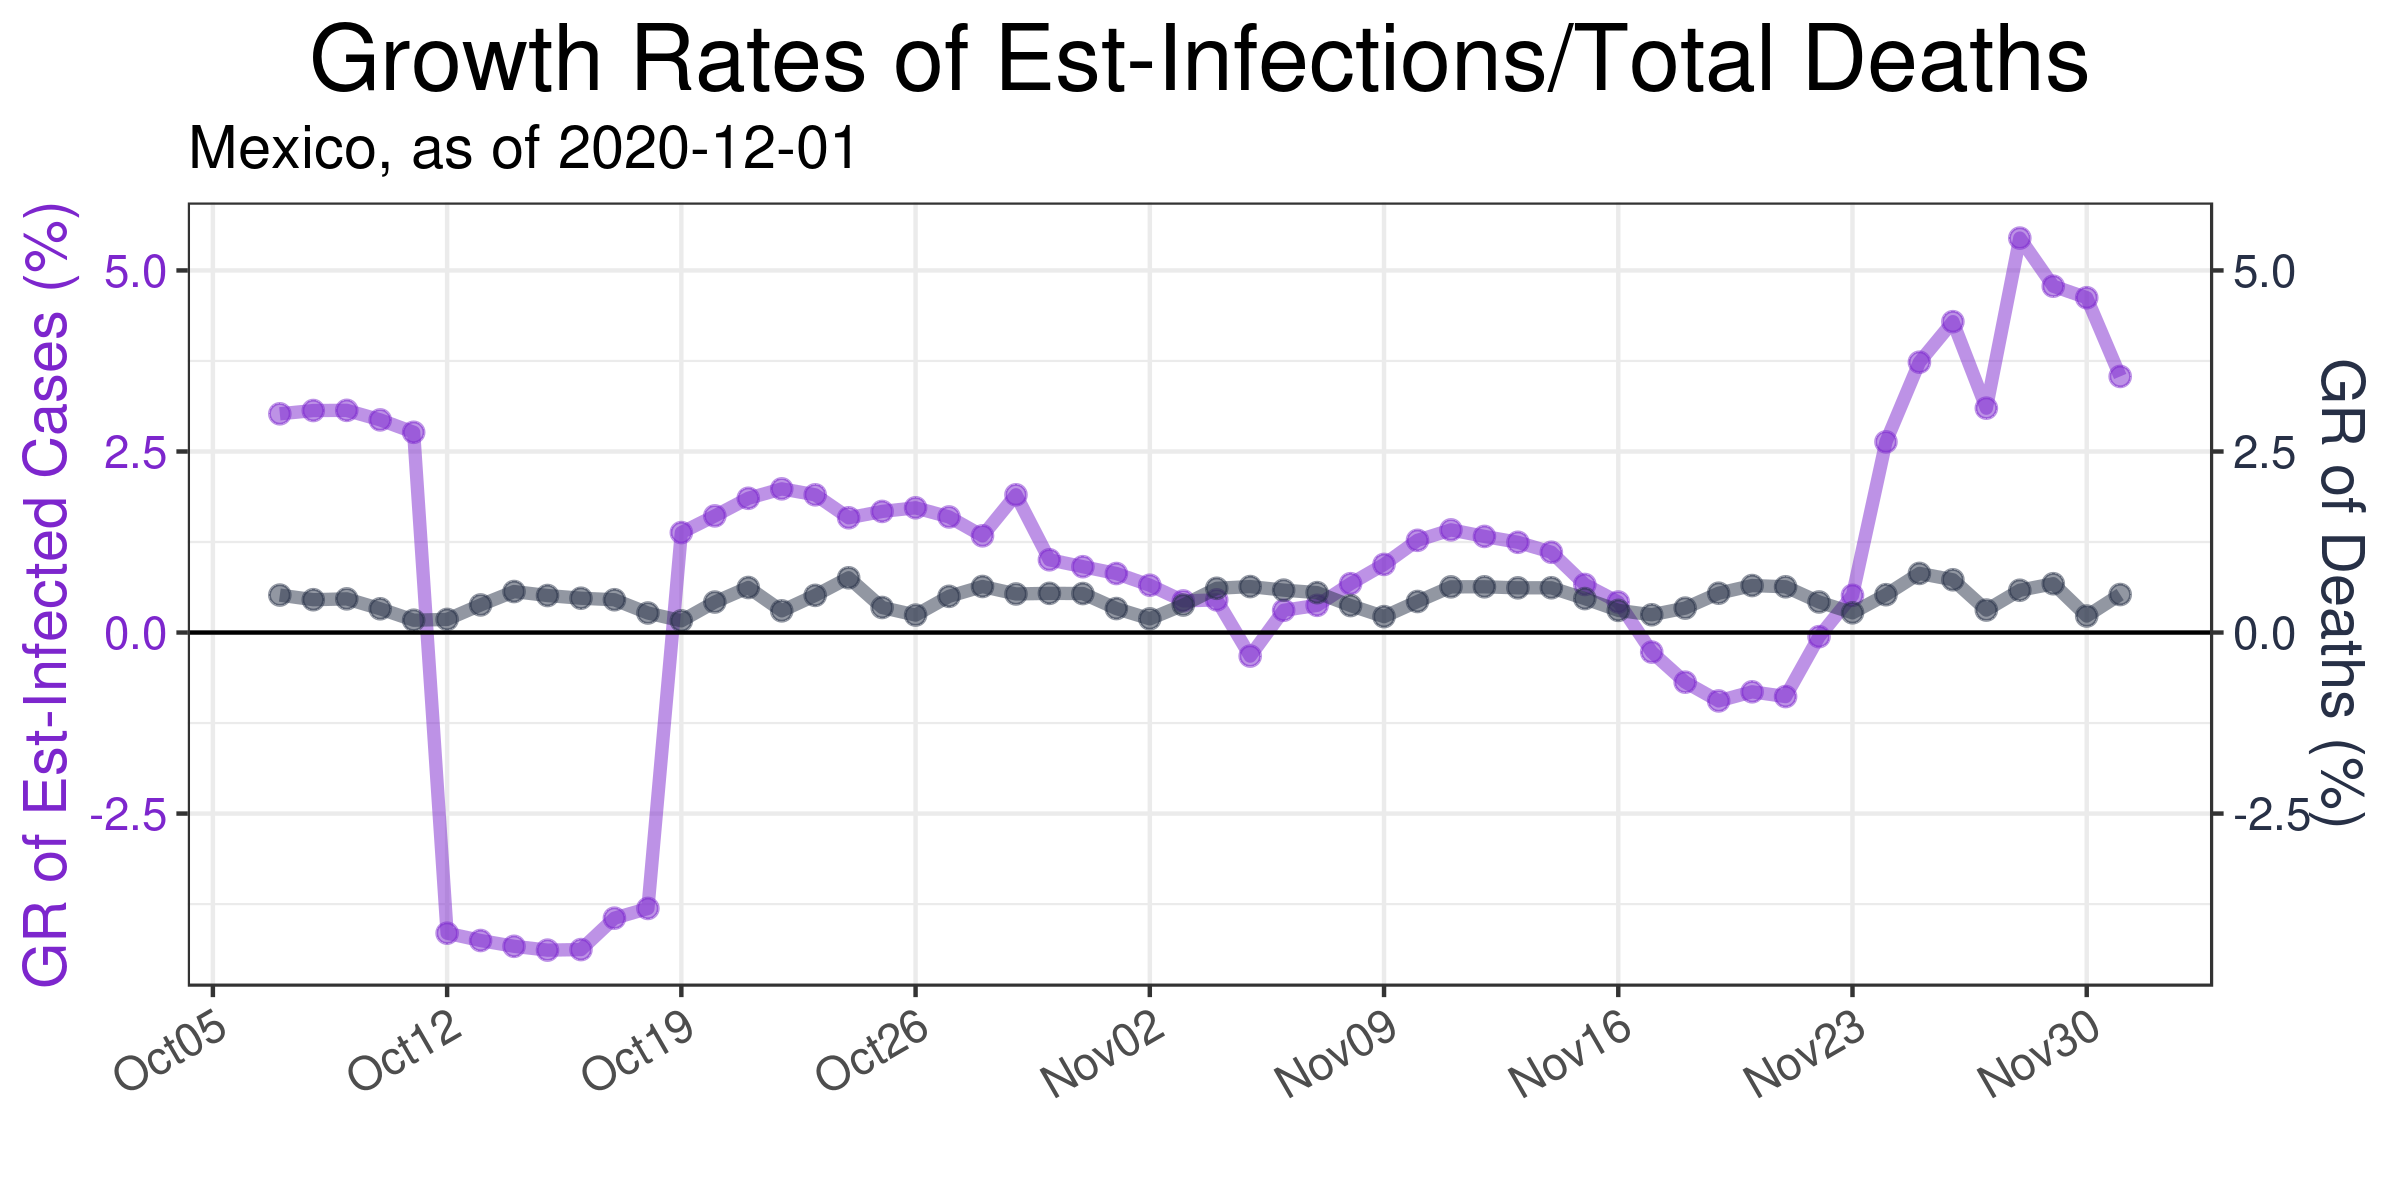 Growth Rates of Est-Infections/Total Deaths
Mexico, as of 2020-12-01
GR of Est-Infected Cases (%)
5.0
2.5
0.0
-2.5
5.0
2.5
0.0
-2.5
GR of Deaths (%)
Oct05
Oct12
Oct19
Oct26
Nov02
Nov09
Nov16
Nov23
Nov30